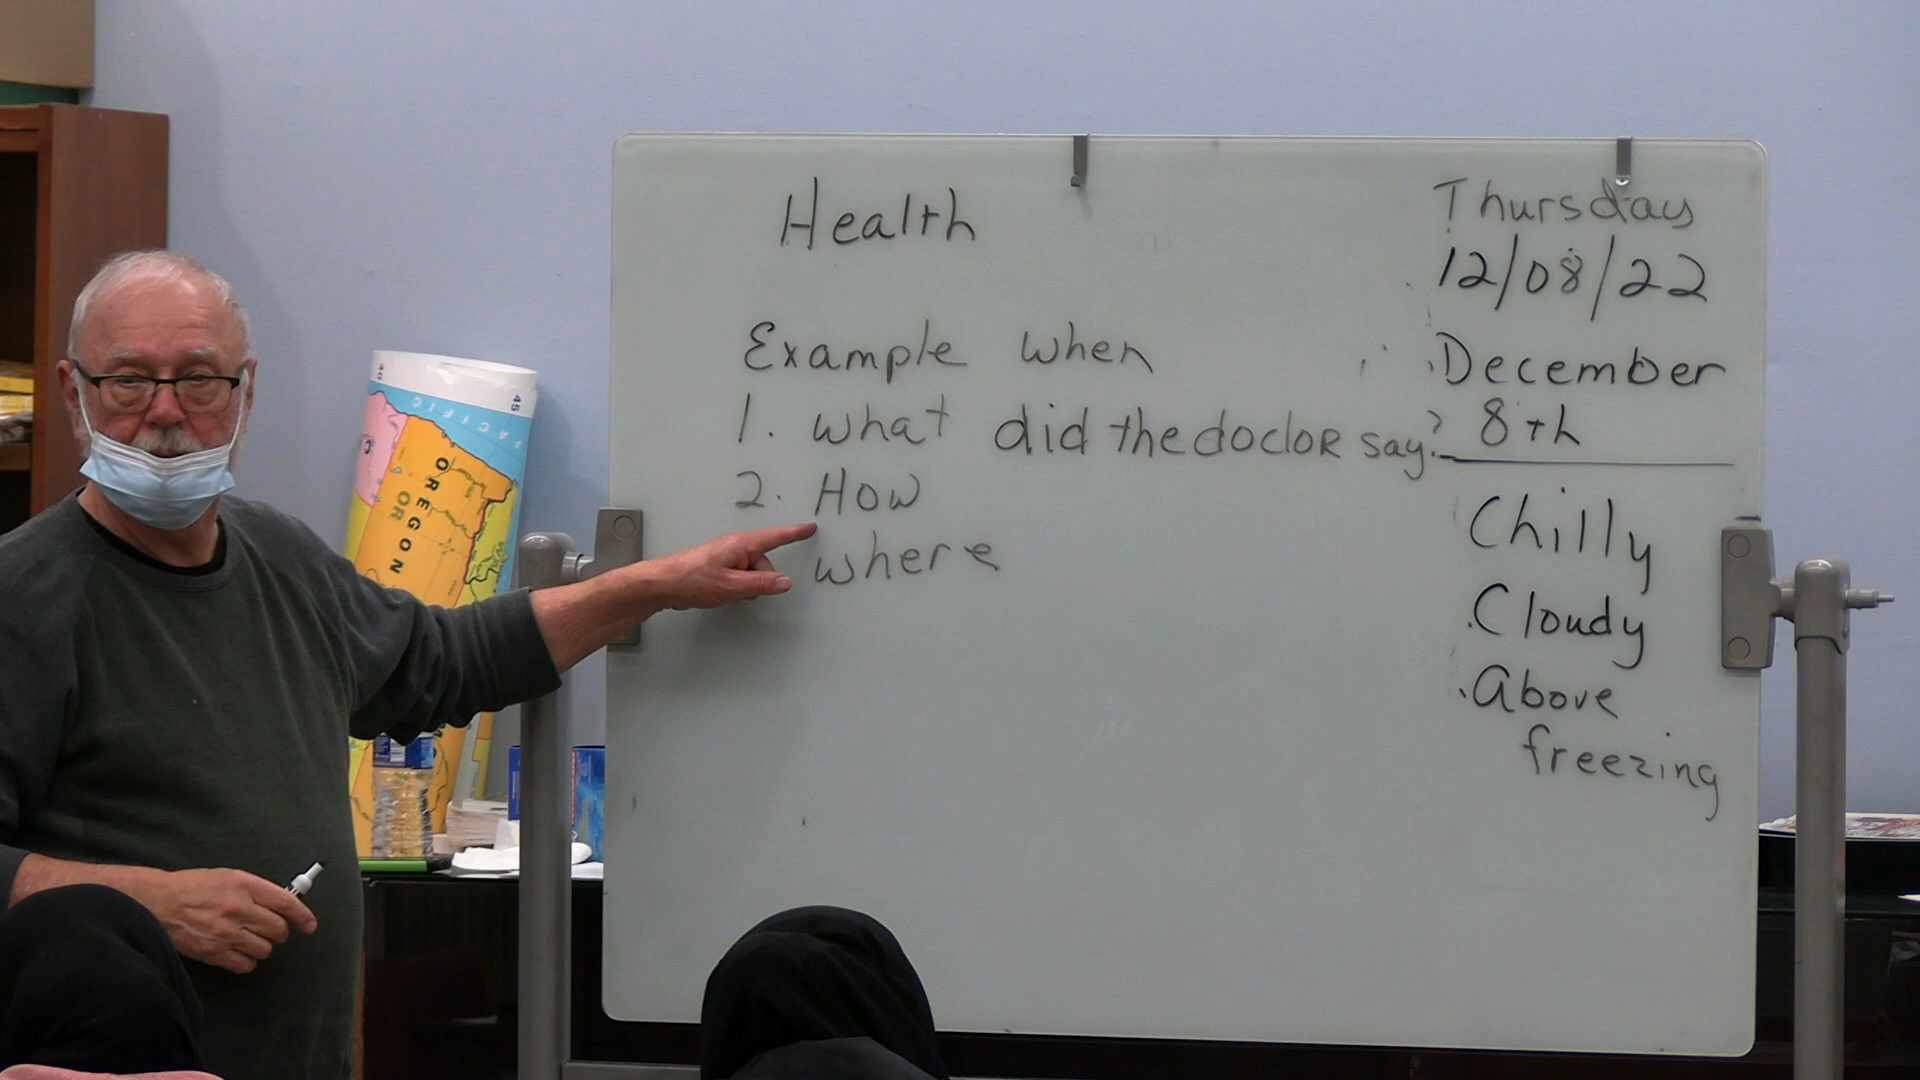 Health
Example when
1. what did the docloR say?
2. How
where
Thursday
12/08/22
December
8th
Chilly
Cloudy
Above
freezing
PACIFIC
OREGON
OR
45